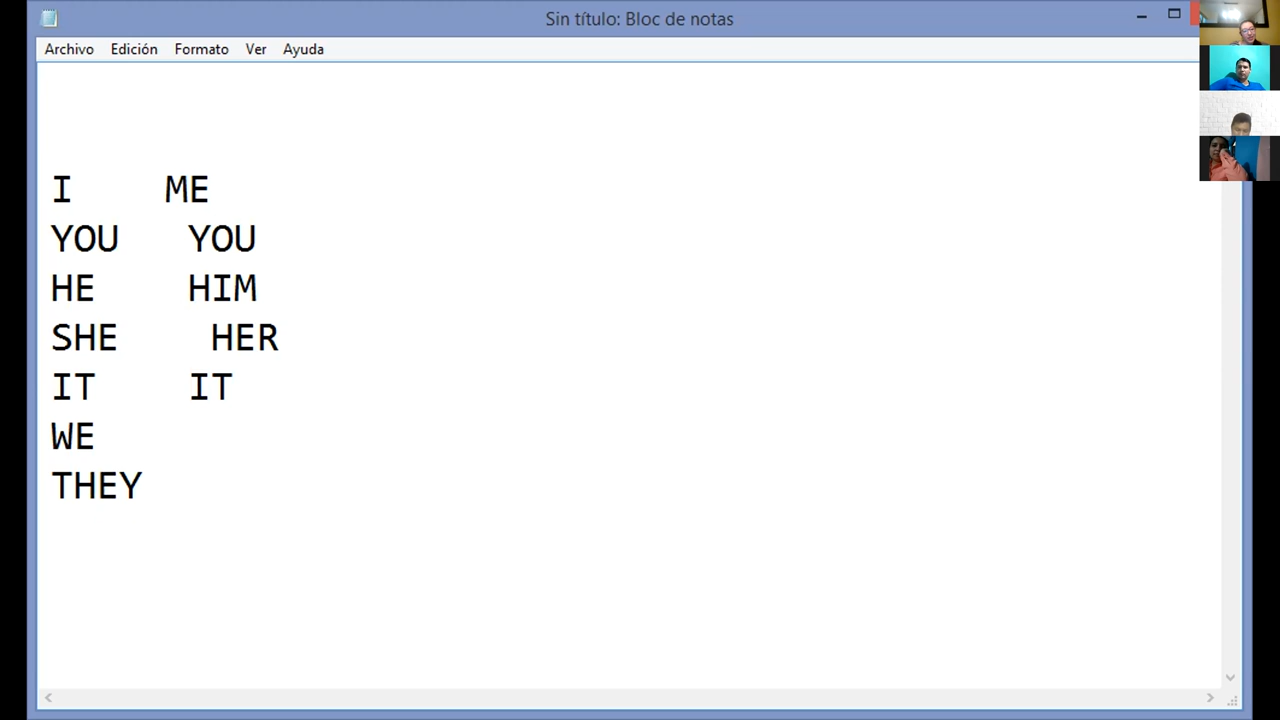 Sin título: Bloc de notas
Archivo Edición Formato Ver Ayuda
I ME
YOU YOU
HE HIM
SHE HER
IT IT
WE
THEY